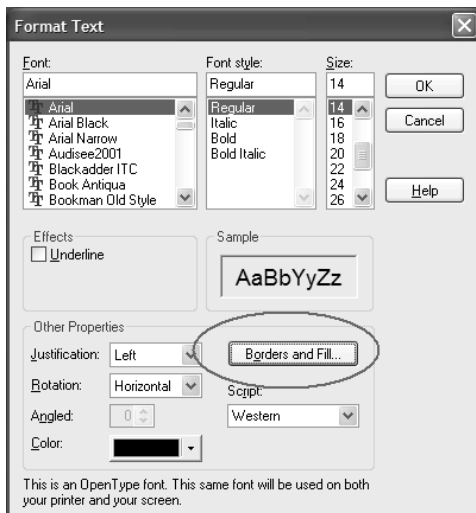 Format Text
Font: Font style: Size:
Arial Regular 14 OK
Arial Regular 14 Cancel
Arial Black Italic 16
Arial Narrow Bold 18
Audisee2001 Bold Italic 20
Blackadder ITC 22
Book Antiqua 24 Help
Bookman Old Style 26
Effects Sample
Underline
AaBbYyZz
Other Properties
Justification: Left Borders and Fill...
Rotation: Horizontal Script:
Angled: 0 Western
Color:
This is an OpenType font. This same font will be used on both
your printer and your screen.